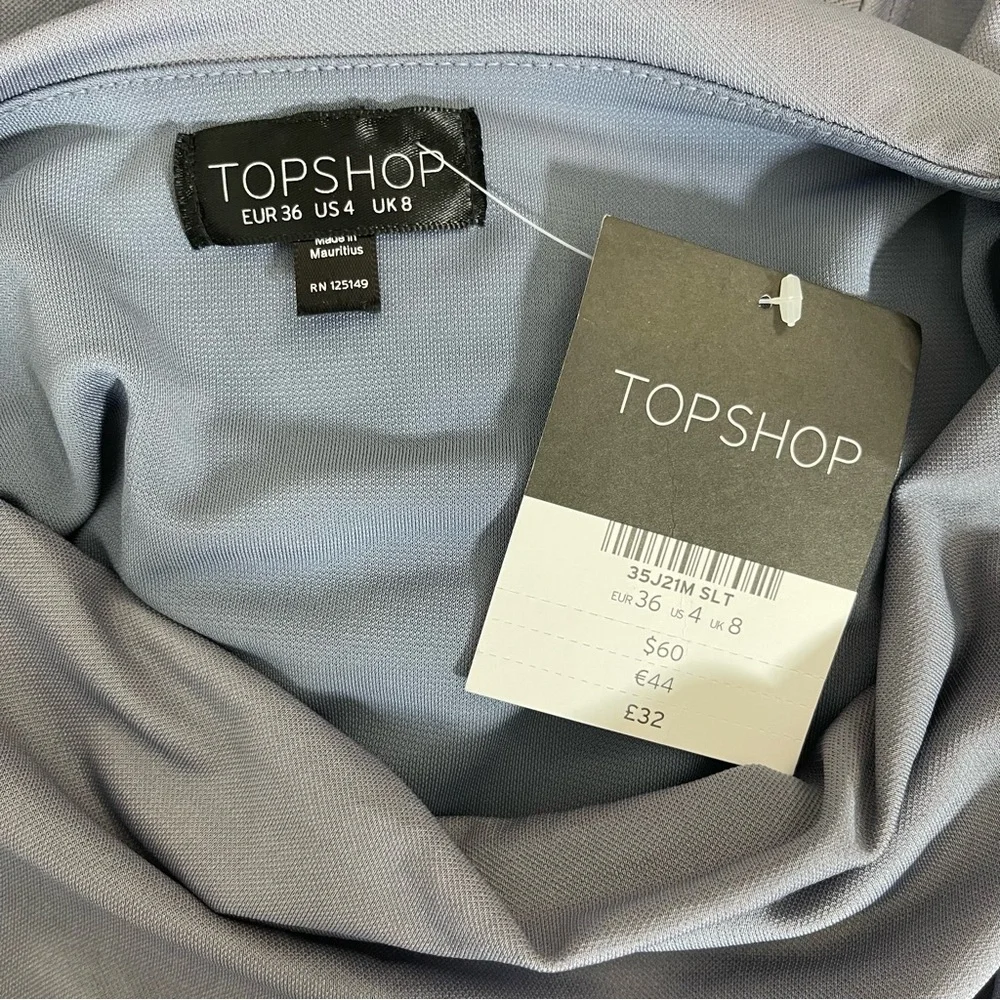 TOPSHOP
EUR 36 US 4 UK 8
Made in
Mauritius
RN 125149
TOPSHOP
35J21M SLT
EUR 36 US 4 UK 8
$60
€44
£32